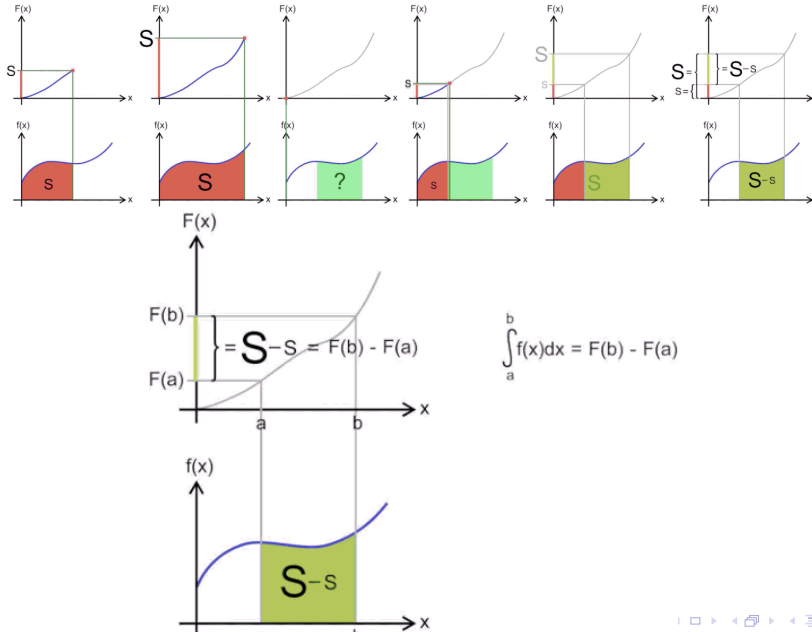 F(x) F(x) F(x) F(x) F(x) F(x)
S S s S s S= =S-s s=
x x x x x x
f(x) f(x) f(x) f(x) f(x) f(x)
s S ? s S S-s
x x x x x x
F(x)
F(b)
= S-s = F(b) - F(a)
F(a)
x
a b
b
∫f(x)dx = F(b) - F(a)
a
f(x)
S-s
x